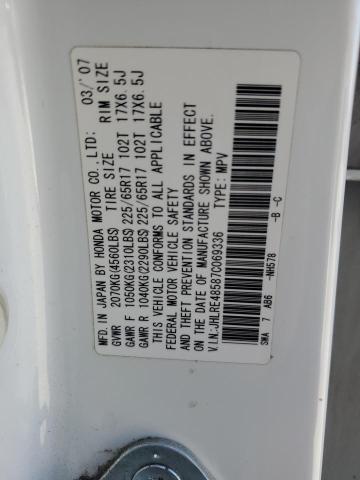 MFD. IN JAPAN BY HONDA MOTOR CO., LTD: 03/'07
TIRE SIZE RIM SIZE
GVWR 2070KG(4560LBS)
GAWR F 1050KG(2310LBS) 225/65R17 102T 17X6.5J
GAWR R 1040KG(2290LBS) 225/65R17 102T 17X6.5J
THIS VEHICLE CONFORMS TO ALL APPLICABLE
FEDERAL MOTOR VEHICLE SAFETY
AND THEFT PREVENTION STANDARDS IN EFFECT
ON THE DATE OF MANUFACTURE SHOWN ABOVE.
V.I.N:JHLRE48587C069336 TYPE: MPV
SWA 7 AB6 -NH578 -B -C